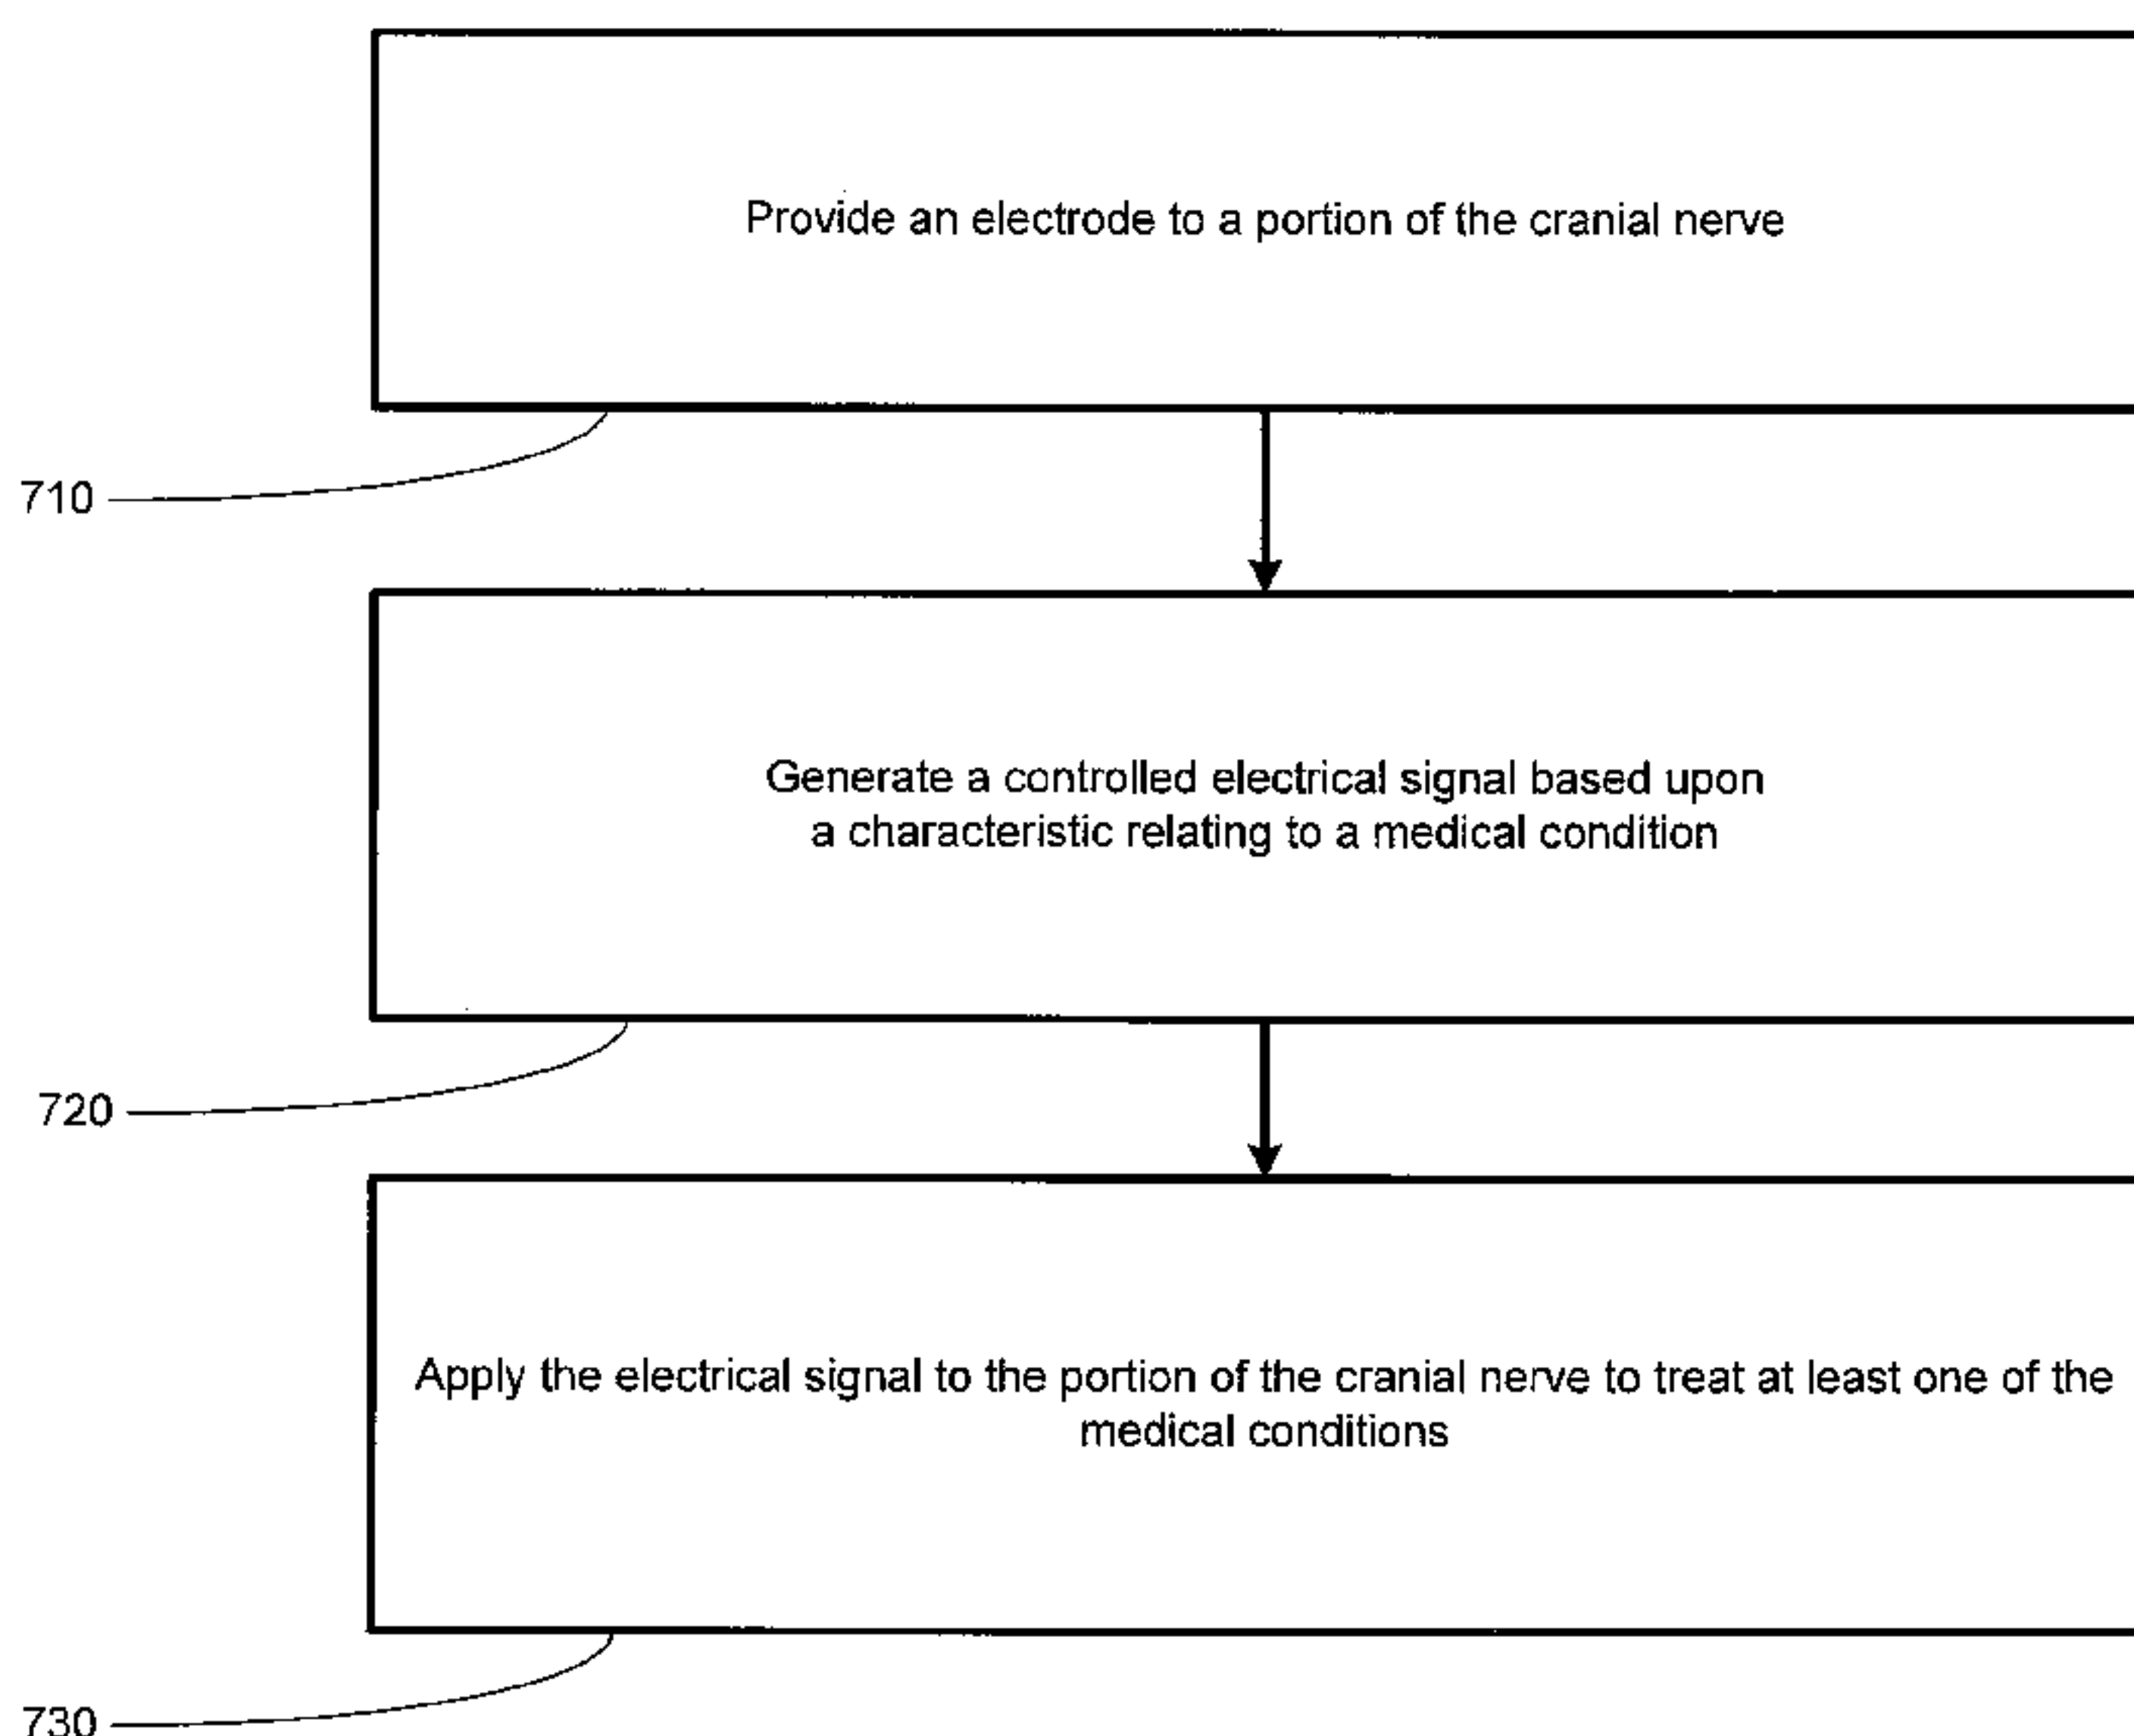 Provide an electrode to a portion of the cranial nerve
710
Generate a controlled electrical signal based upon
a characteristic relating to a medical condition
720
Apply the electrical signal to the portion of the cranial nerve to treat at least one of the
medical conditions
730